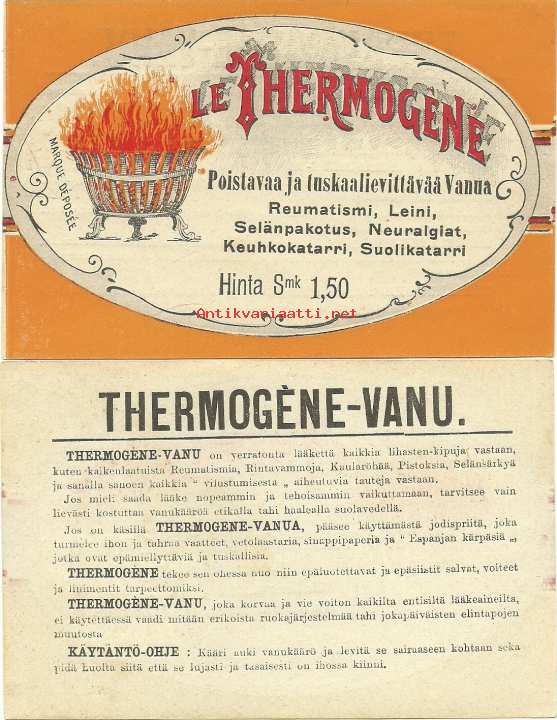 LE THERMOGÈNE
MARQUE DÉPOSÉE
Poistavaa ja tuskaalievittävää Vanua
Reumatismi, Leini,
Selänpakotus, Neuralgiat,
Keuhkokatarri, Suolikatarri
Hinta Smk 1,50
Antikvariaatti.net
THERMOGÈNE-VANU.
THERMOGENE-VANU on verratonta lääkettä kaikkia lihasten-kipuja vastaan,
kuten kaikenlaatuista Reumatismia, Rintavammoja, Kaularöhää, Pistoksia, Selänsärkyä
ja sanalla sanoen kaikkia " vilustumisesta „ aiheutuvia tauteja vastaan.
Jos mieli saada lääke nopeammin ja tehoisammin vaikuttamaan, tarvitsee vain
lievästi kostuttaa vanukääröä etikalla tahi haalealla suolavedellä.
Jos on käsillä THERMOGENE-VANUA, pääsee käyttämästä jodispriitä, joka
turmelee ihon ja tahraa vaatteet, vetolaastaria, sinappipaperia ja " Espanjan kärpäsiä „,
jotka ovat epämiellyttäviä ja tuskallisia.
THERMOGENE tekee sen ohessa nuo niin epäluotettavat ja epäsiistit salvat, voiteet
ja linimentit tarpeettomiksi.
THERMOGENE-VANU, joka korvaa ja vie voiton kaikilta entisiltä lääkeaineilta,
ei käytettäessä vaadi mitään erikoista ruokajärjestelmää tahi jokapäiväisten elintapojen
muutosta
KÄYTÄNTÖ-OHJE : Kääri auki vanukäärö ja levitä se sairaaseen kohtaan sekä
pidä huolta siitä että se lujasti ja tasaisesti on ihossa kiinni.